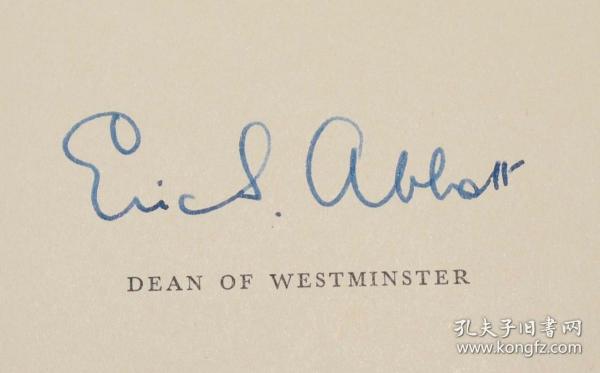 Eric S. Abbott
DEAN OF WESTMINSTER
孔夫子旧书网
www.kongfz.com